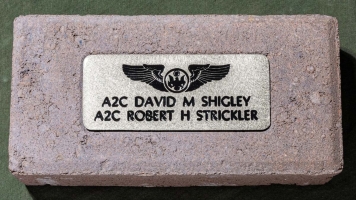 A2C DAVID M SHIGLEY
A2C ROBERT H STRICKLER